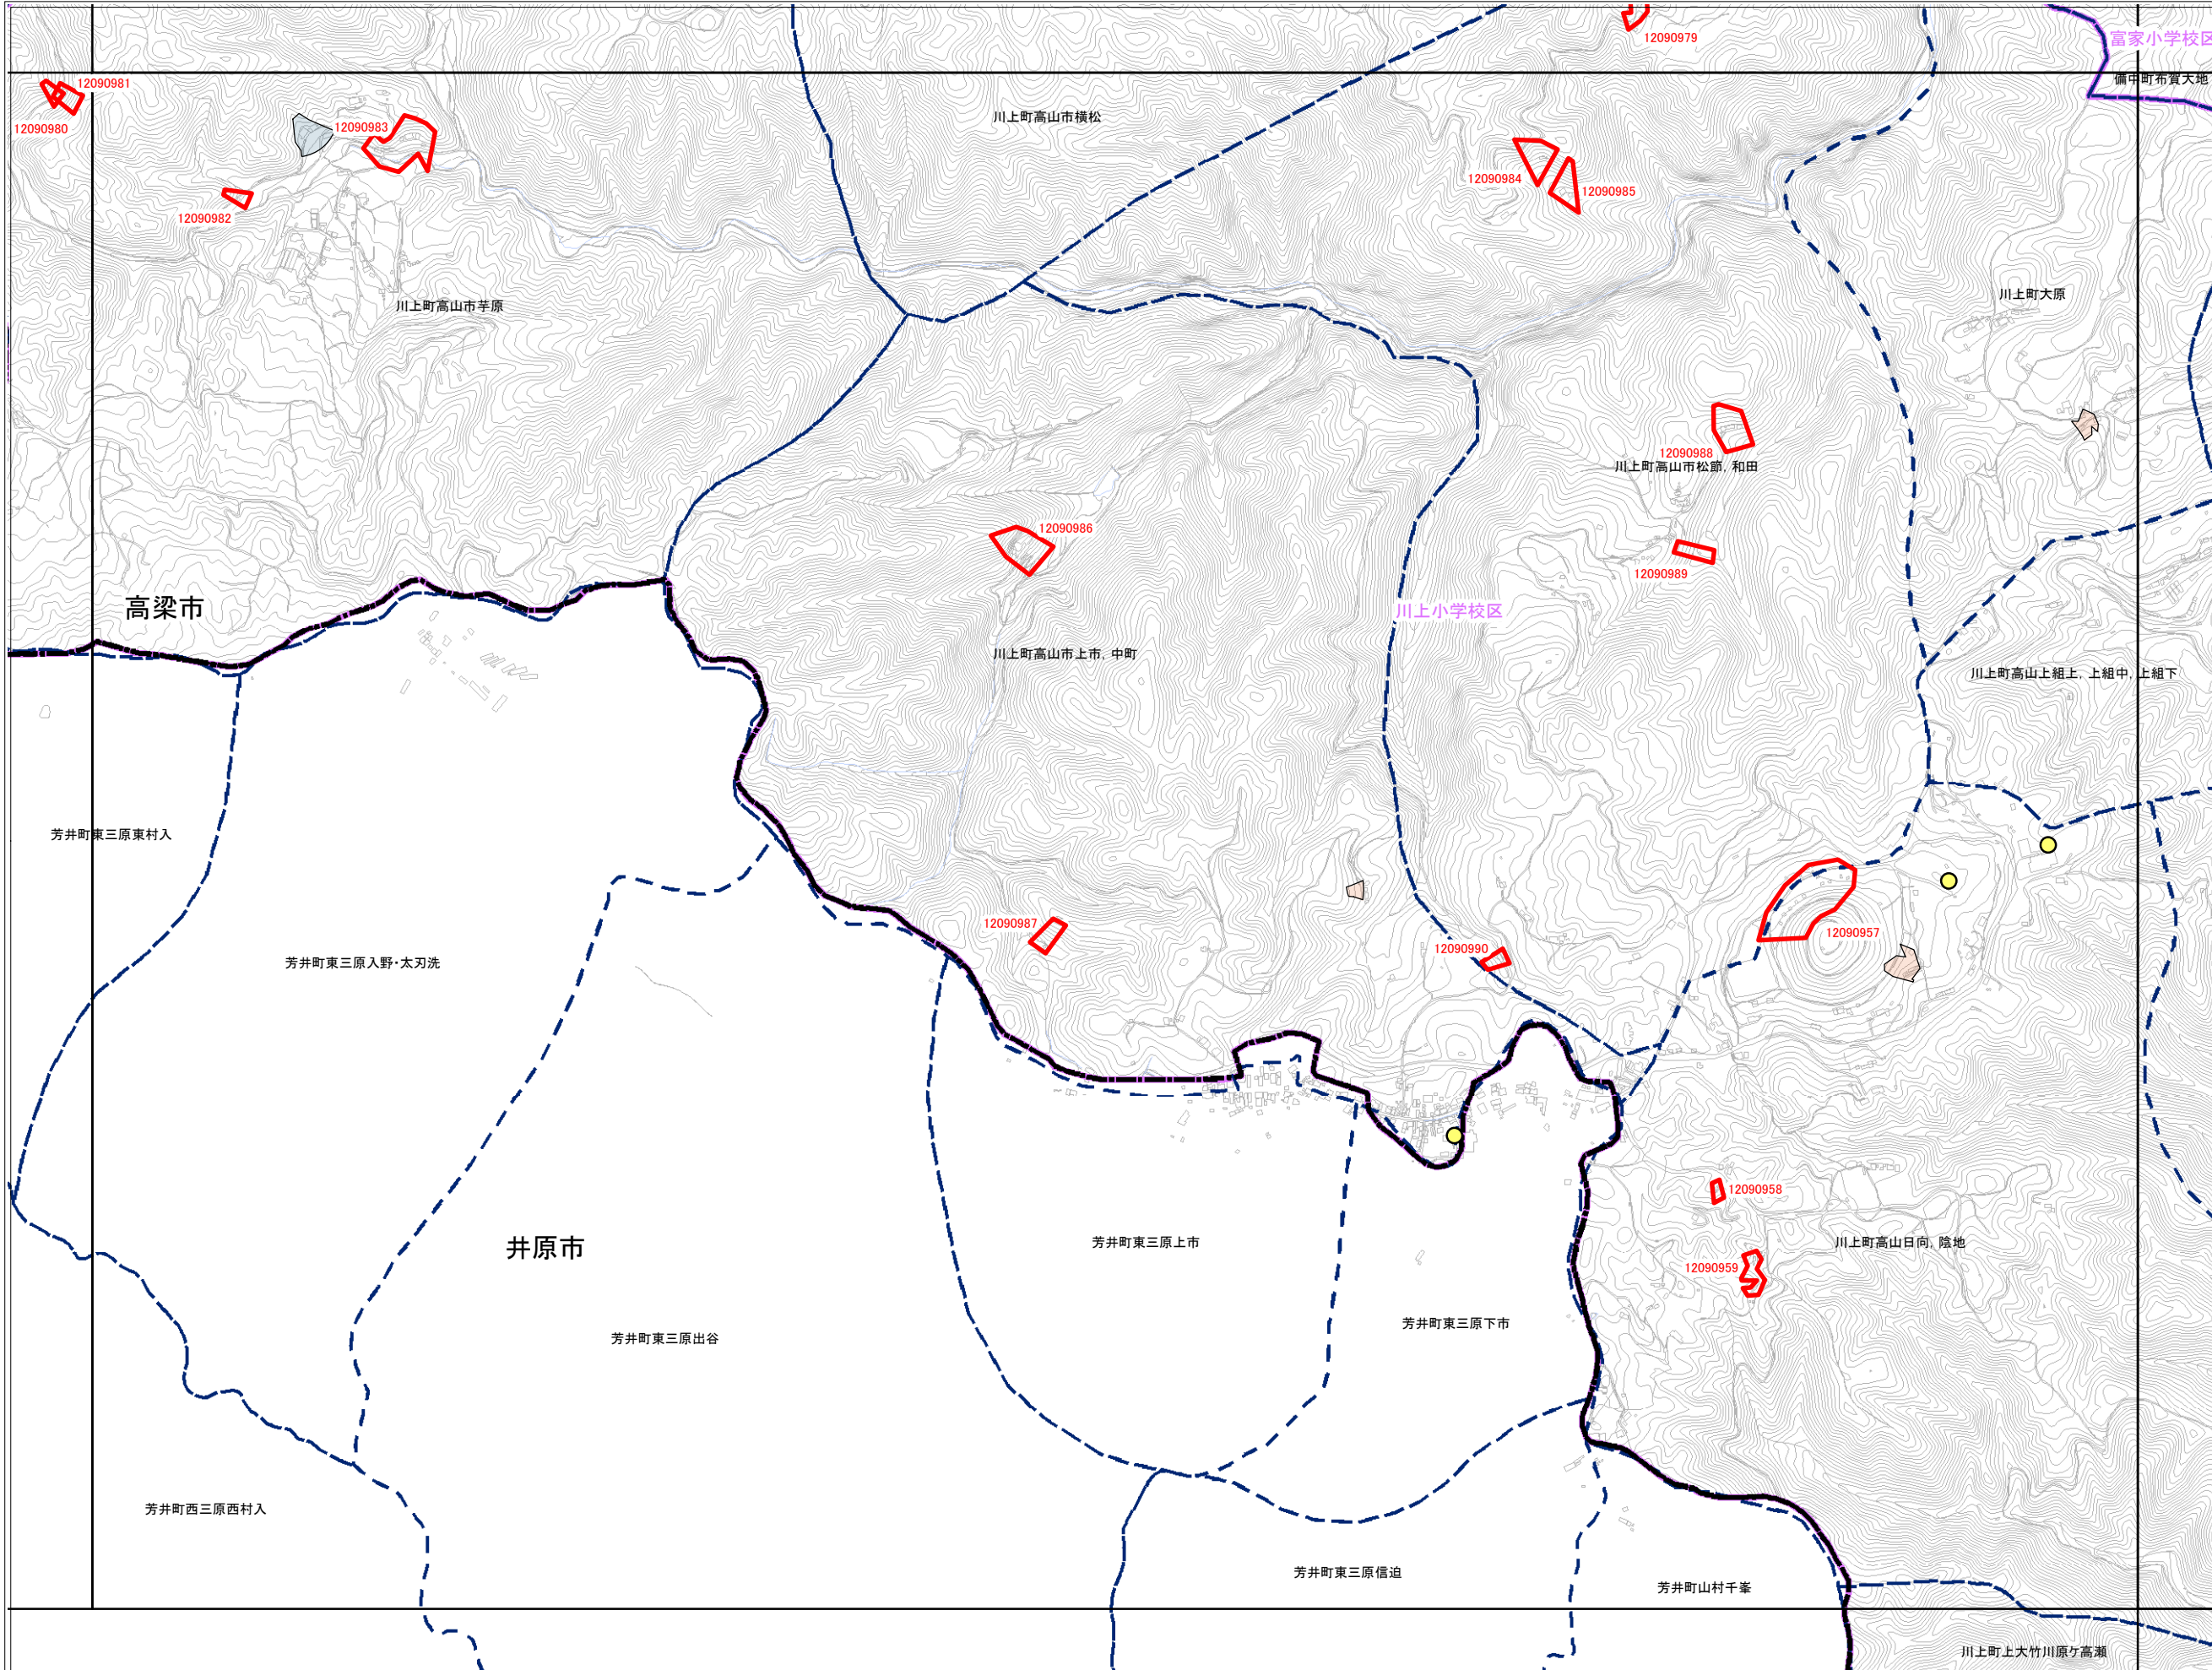 12090979
富家小学校区
備中町布賀大地
12090981
12090980
川上町高山市横松
12090983
12090984
12090985
12090982
川上町大原
川上町高山市芋原
12090988
川上町高山市松節, 和田
12090986
12090989
高梁市
川上小学校区
川上町高山市上市, 中町
川上町高山上組上, 上組中, 上組下
芳井町東三原東村入
12090987
12090957
12090990
芳井町東三原入野・太刃洗
12090958
井原市
芳井町東三原上市
川上町高山日向, 陰地
12090959
芳井町東三原下市
芳井町東三原出谷
芳井町西三原西村入
芳井町東三原信迫
芳井町山村千峯
川上町上大竹川原ケ高瀬